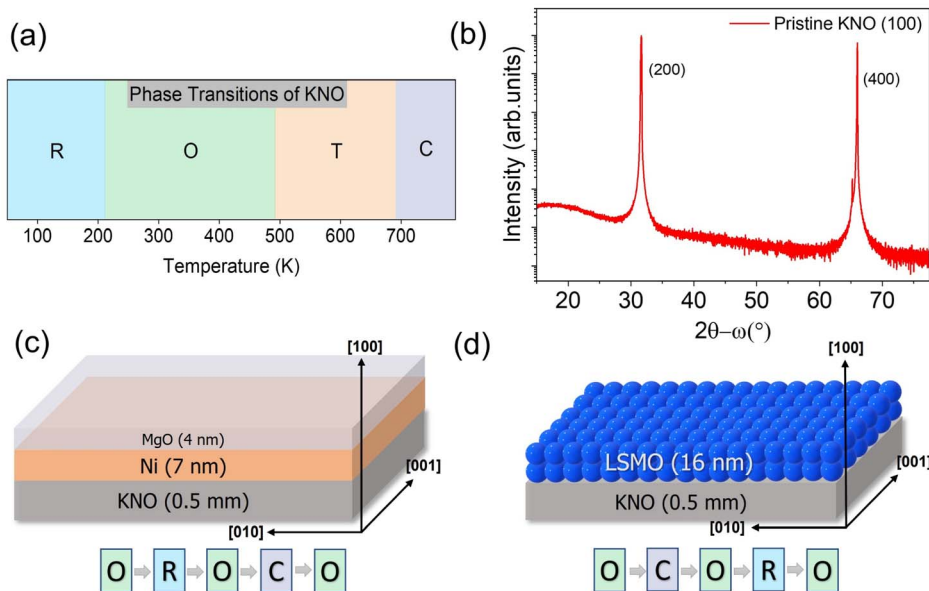 (a)
Phase Transitions of KNO
R O T C
100 200 300 400 500 600 700
Temperature (K)
(b)
Pristine KNO (100)
(200)
(400)
Intensity (arb.units)
20 30 40 50 60 70
2θ−ω(°)
(c)
[100]
MgO (4 nm)
Ni (7 nm)
KNO (0.5 mm)
[001]
[010]
O R O C O
(d)
[100]
LSMO (16 nm)
KNO (0.5 mm)
[001]
[010]
O C O R O